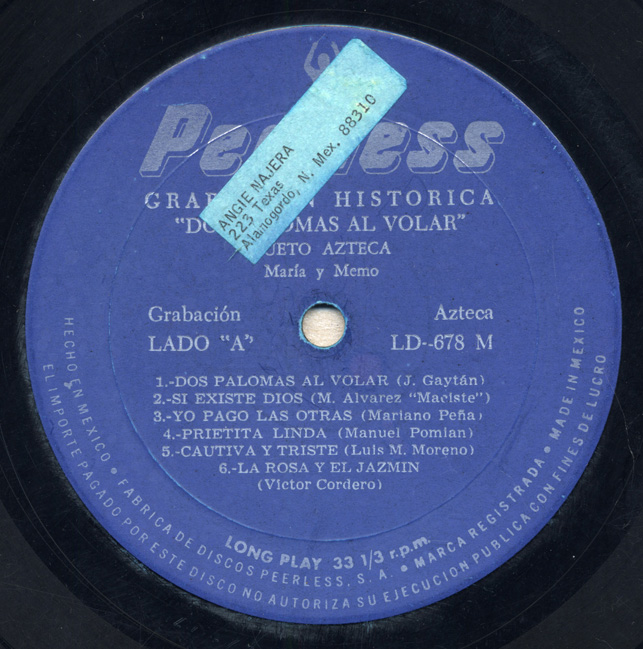 Peerless
ANGIE NAJERA
223 Texas
Alamogordo, N. Mex. 88310
HISTORICA
AL VOLAR"
AZTECA
María y Memo
Grabación
Azteca
LADO "A"
LD--678 M
1.-DOS PALOMAS AL VOLAR (J. Gaytán)
2.-SI EXISTE DIOS (M. Alvarez "Maciste")
3.-YO PAGO LAS OTRAS (Mariano Peña)
4.-PRIETITA LINDA (Manuel Pomian)
5.-CAUTIVA Y TRISTE (Luis M. Moreno)
6.-LA ROSA Y EL JAZMIN
(Victor Cordero)
LONG PLAY 33 1/3 r.p.m.
HECHO EN MEXICO • FABRICA DE DISCOS PEERLESS, S. A. • MARCA REGISTRADA • MADE IN MEXICO
EL IMPORTE PAGADO POR ESTE DISCO NO AUTORIZA SU EJECUCION PUBLICA CON FINES DE LUCRO